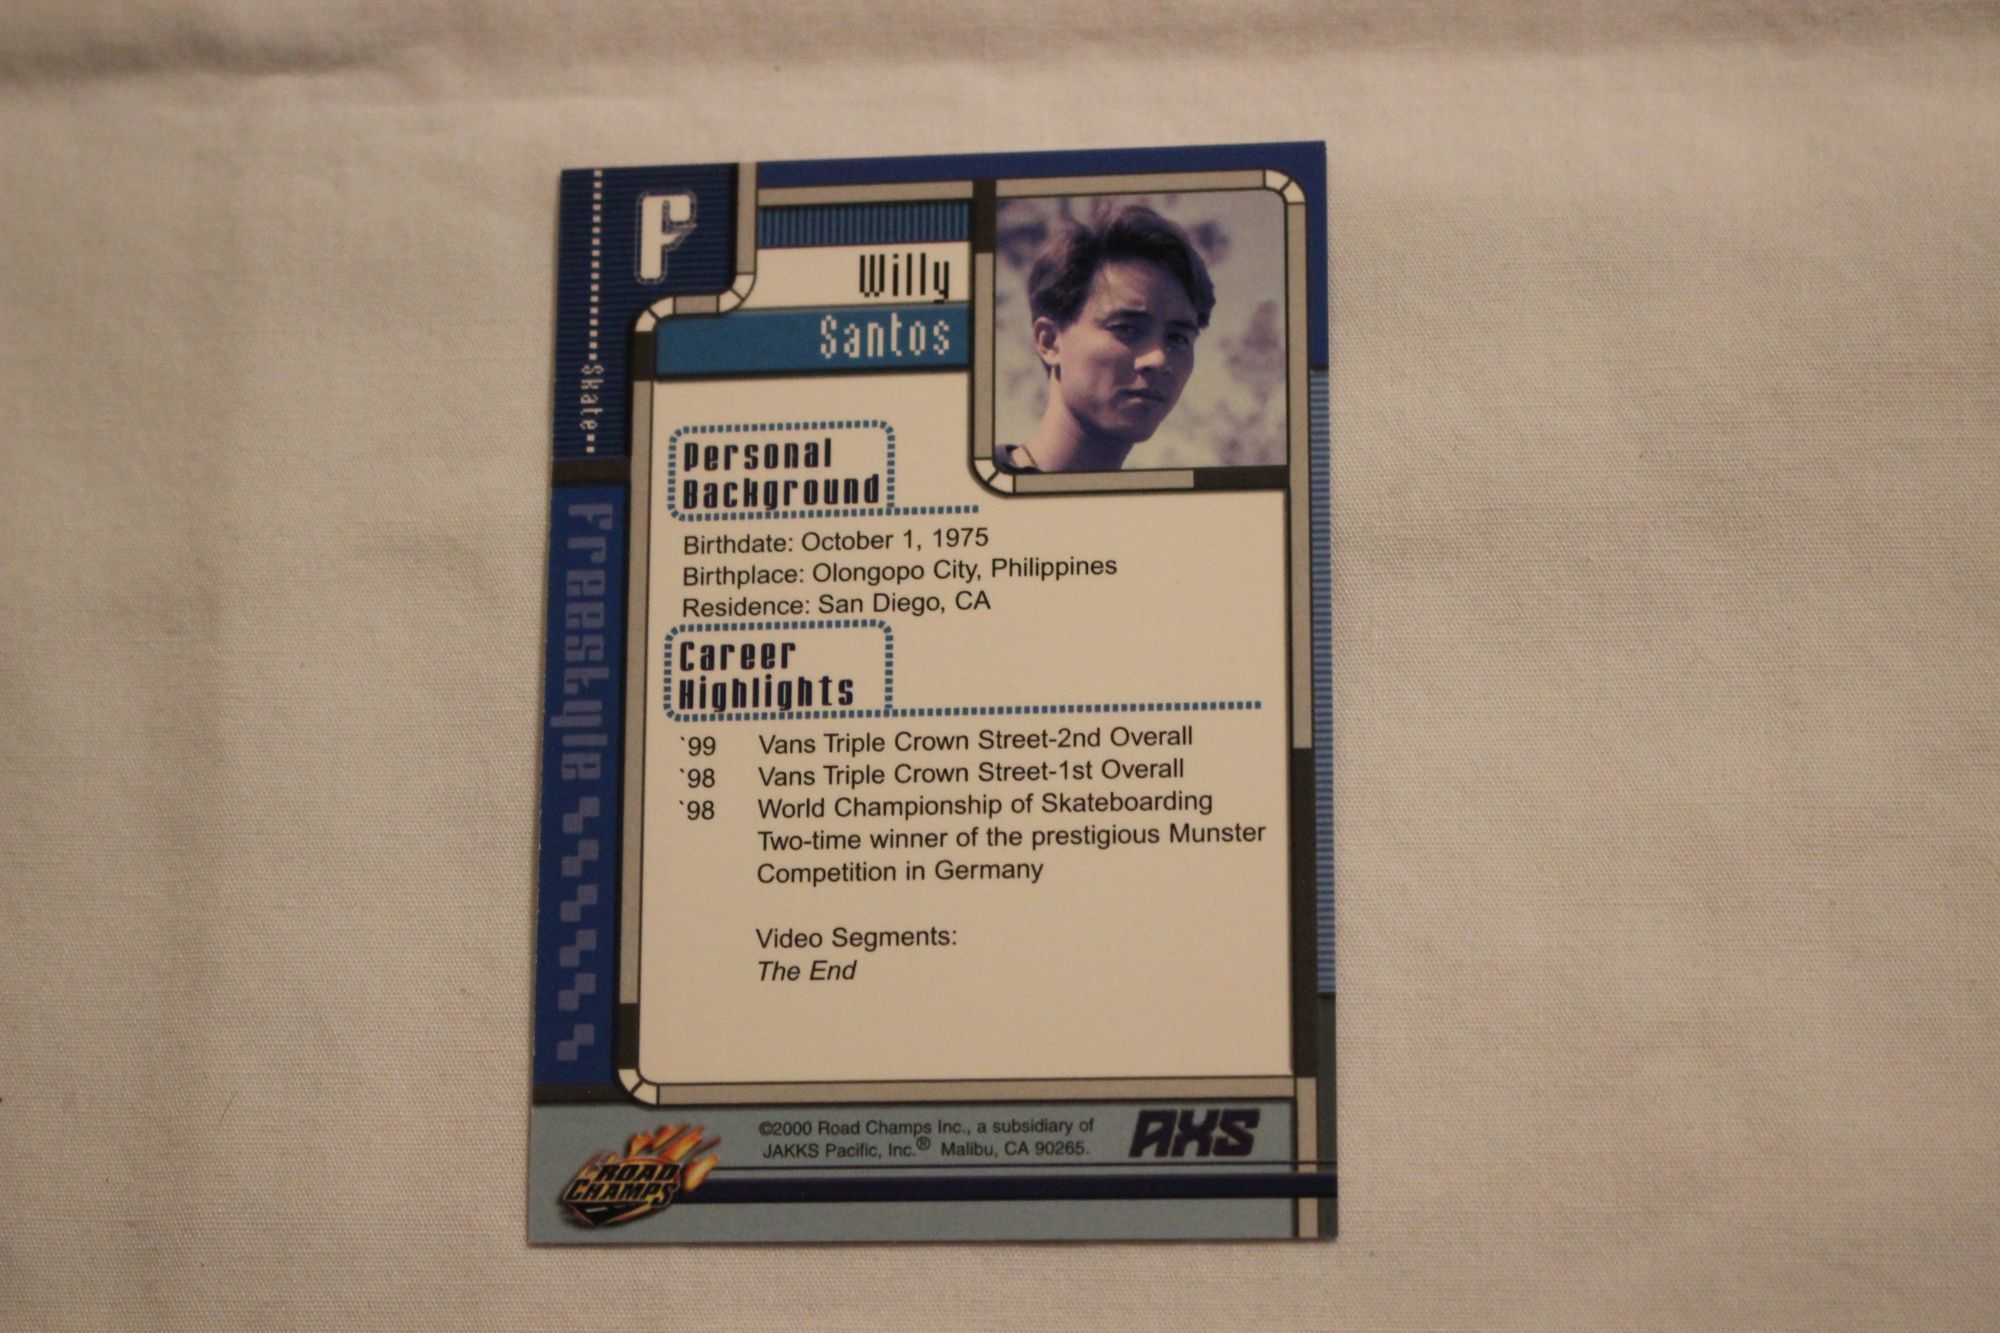 F
Willy
Santos
Skate
Freestyle
Personal
Background
Birthdate: October 1, 1975
Birthplace: Olongopo City, Philippines
Residence: San Diego, CA
Career
Highlights
`99 Vans Triple Crown Street-2nd Overall
`98 Vans Triple Crown Street-1st Overall
`98 World Championship of Skateboarding
Two-time winner of the prestigious Munster
Competition in Germany
Video Segments:
The End
©2000 Road Champs Inc., a subsidiary of
JAKKS Pacific, Inc.® Malibu, CA 90265.
AXS
ROAD
CHAMPS